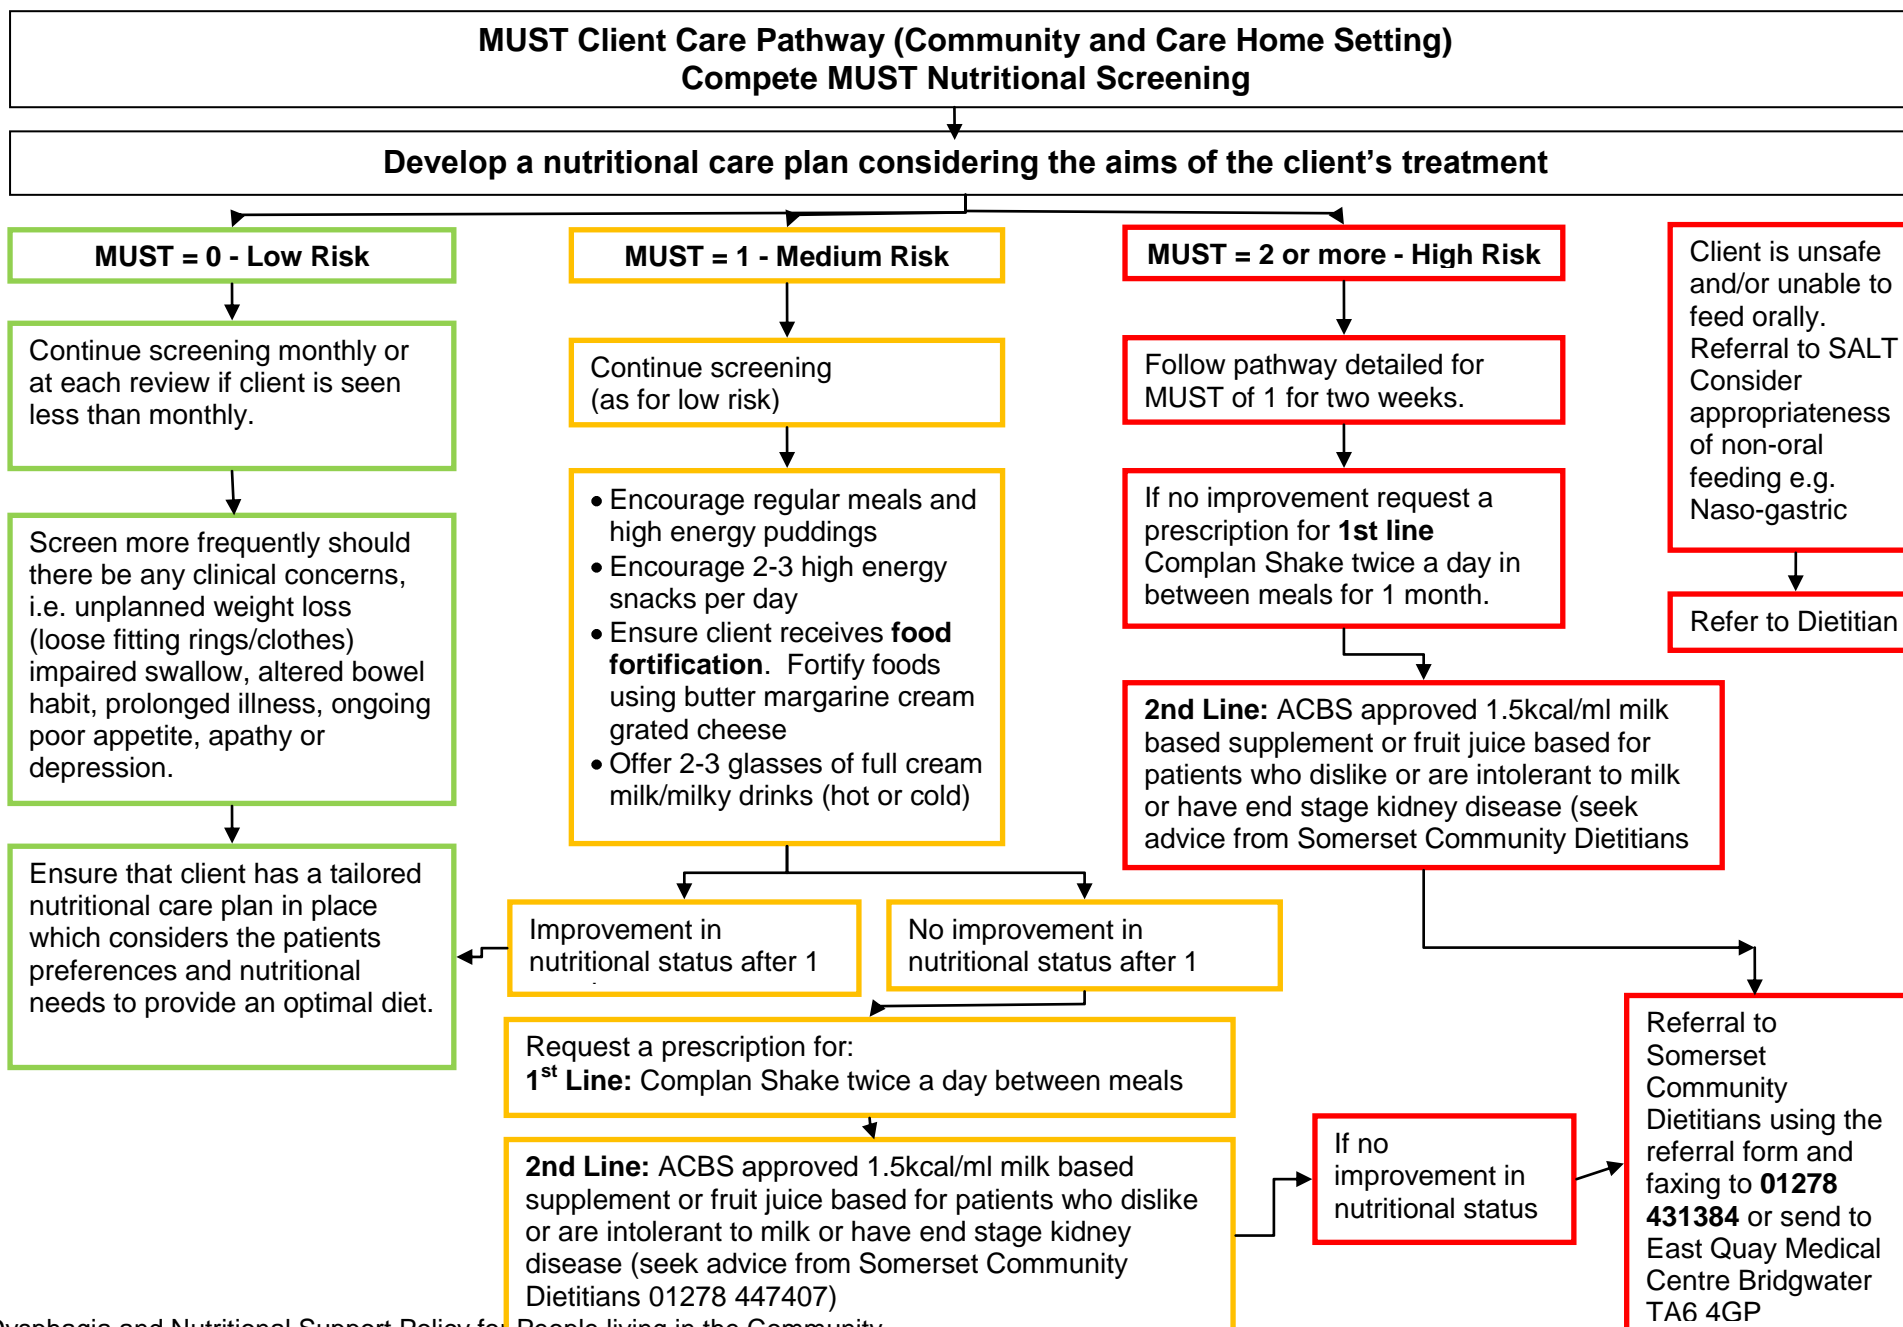 MUST Client Care Pathway (Community and Care Home Setting)
Compete MUST Nutritional Screening
Develop a nutritional care plan considering the aims of the client's treatment
MUST = 0 - Low Risk
Continue screening monthly or
at each review if client is seen
less than monthly.
Screen more frequently should
there be any clinical concerns,
i.e. unplanned weight loss
(loose fitting rings/clothes)
impaired swallow, altered bowel
habit, prolonged illness, ongoing
poor appetite, apathy or
depression.
Ensure that client has a tailored
nutritional care plan in place
which considers the patients
preferences and nutritional
needs to provide an optimal diet.
MUST = 1 - Medium Risk
Continue screening
(as for low risk)
• Encourage regular meals and
high energy puddings
• Encourage 2-3 high energy
snacks per day
• Ensure client receives food
fortification.  Fortify foods
using butter margarine cream
grated cheese
• Offer 2-3 glasses of full cream
milk/milky drinks (hot or cold)
Improvement in
nutritional status after 1
No improvement in
nutritional status after 1
Request a prescription for:
1st Line: Complan Shake twice a day between meals
2nd Line: ACBS approved 1.5kcal/ml milk based
supplement or fruit juice based for patients who dislike
or are intolerant to milk or have end stage kidney
disease (seek advice from Somerset Community
Dietitians 01278 447407)
MUST = 2 or more - High Risk
Follow pathway detailed for
MUST of 1 for two weeks.
If no improvement request a
prescription for 1st line
Complan Shake twice a day in
between meals for 1 month.
2nd Line: ACBS approved 1.5kcal/ml milk
based supplement or fruit juice based for
patients who dislike or are intolerant to milk
or have end stage kidney disease (seek
advice from Somerset Community Dietitians
If no
improvement in
nutritional status
Referral to
Somerset
Community
Dietitians using the
referral form and
faxing to 01278
431384 or send to
East Quay Medical
Centre Bridgwater
TA6 4GP
Client is unsafe
and/or unable to
feed orally.
Referral to SALT
Consider
appropriateness
of non-oral
feeding e.g.
Naso-gastric
Refer to Dietitian
Dysphagia and Nutritional Support Policy for People living in the Community